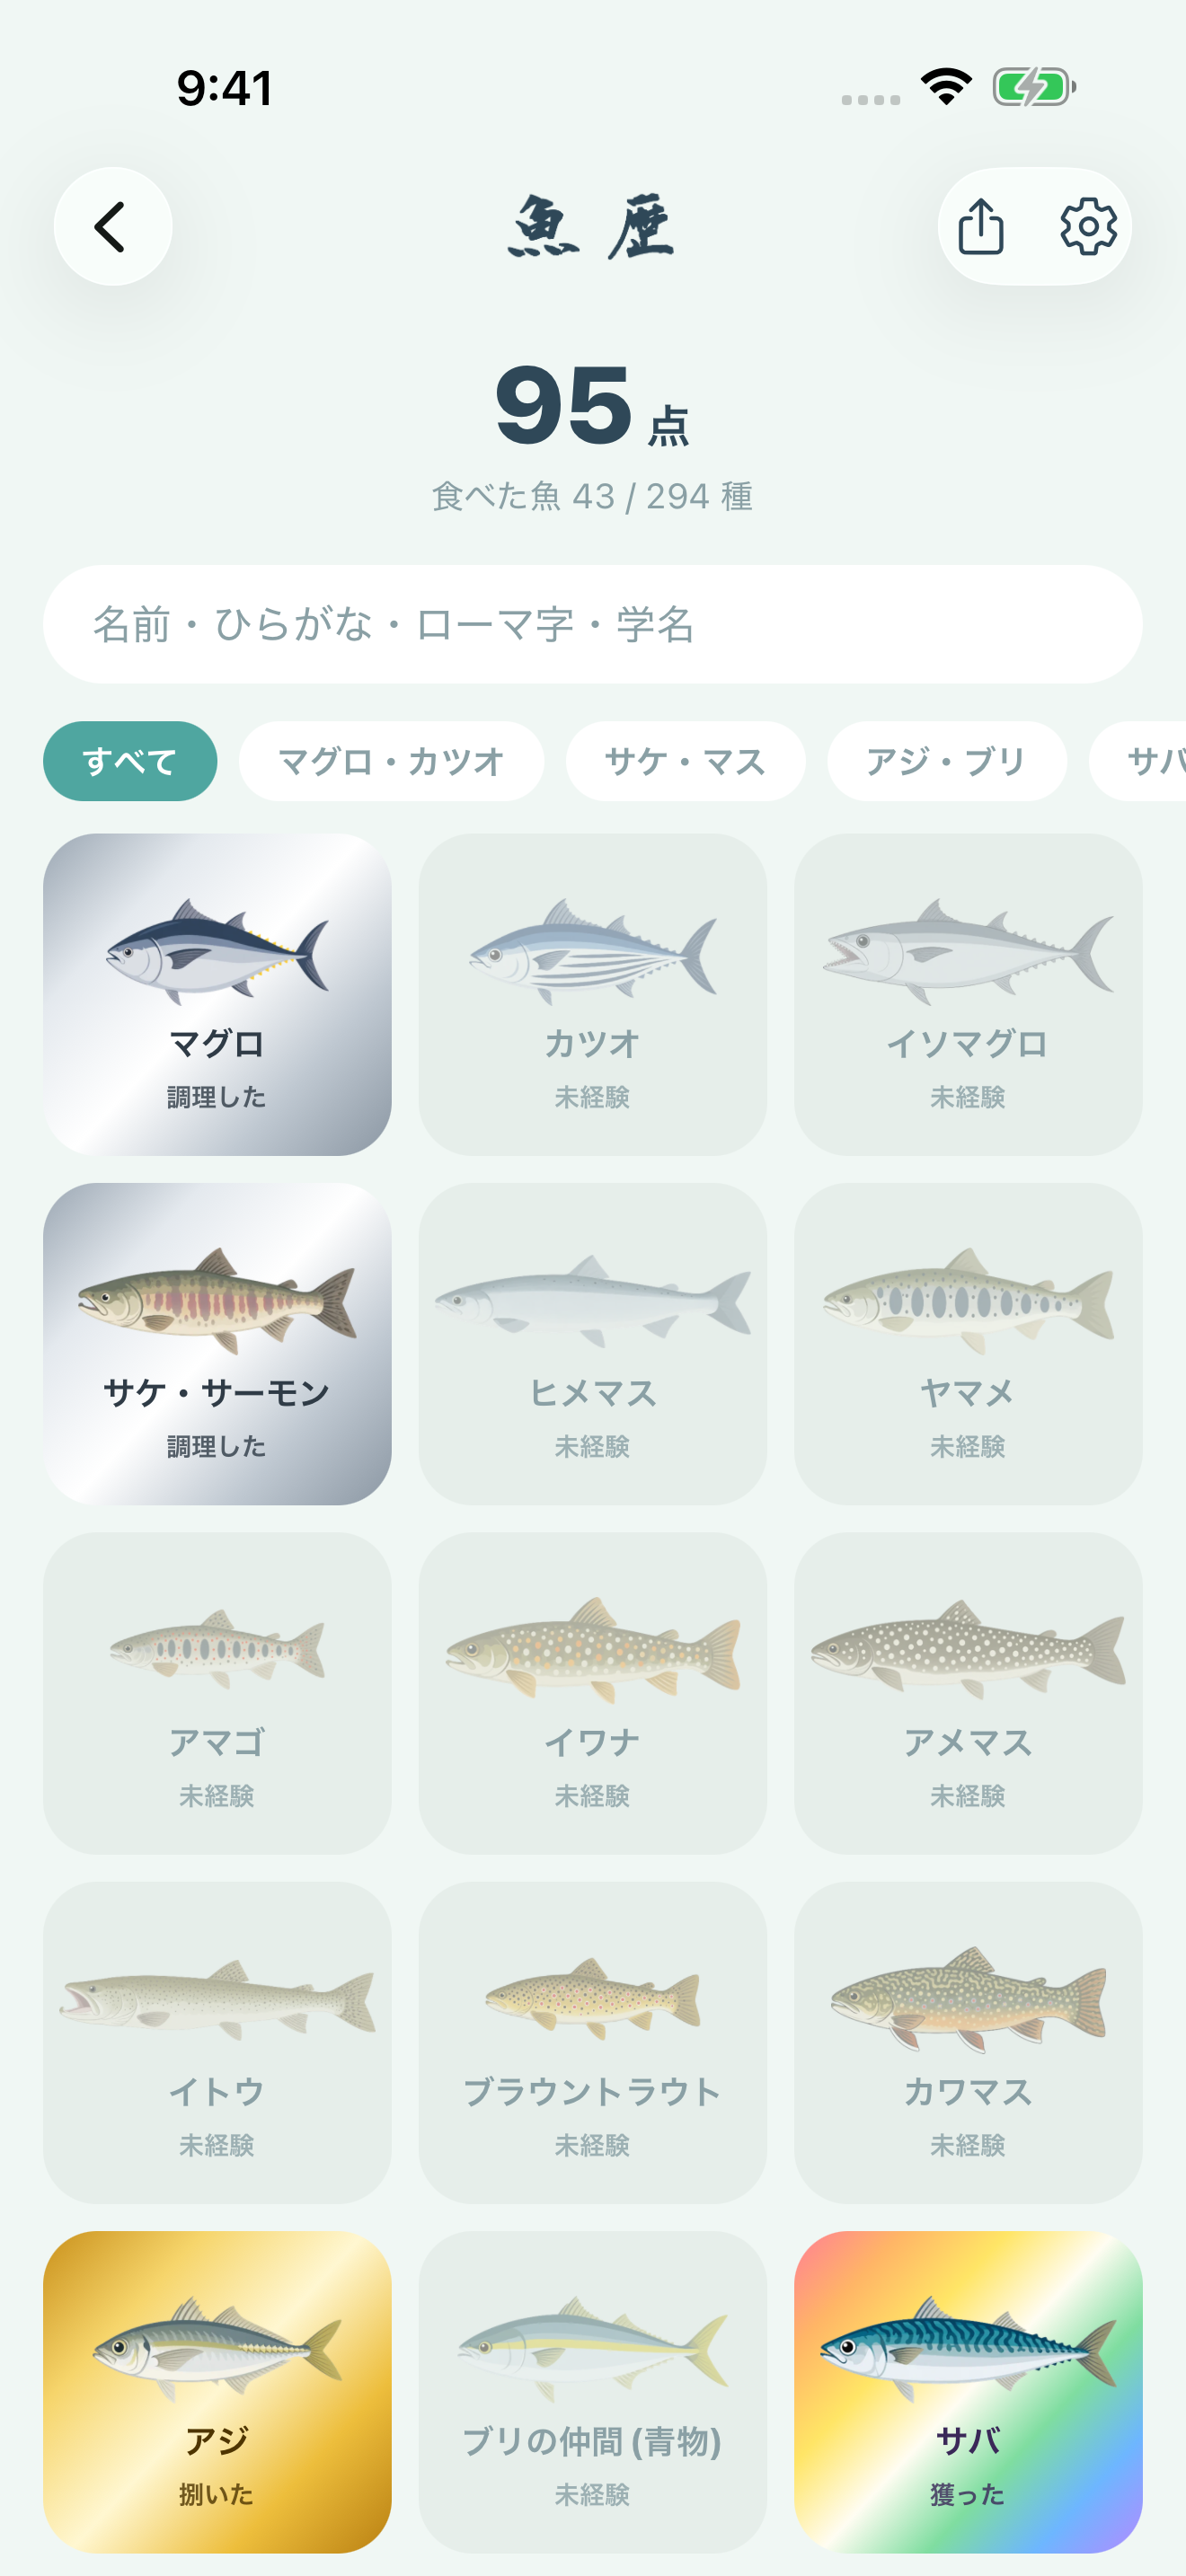 9:41
魚歴
95点
食べた魚 43 / 294 種
名前・ひらがな・ローマ字・学名
すべて マグロ・カツオ サケ・マス アジ・ブリ サバ
マグロ カツオ イソマグロ
調理した 未経験 未経験
サケ・サーモン ヒメマス ヤマメ
調理した 未経験 未経験
アマゴ イワナ アメマス
未経験 未経験 未経験
イトウ ブラウントラウト カワマス
未経験 未経験 未経験
アジ ブリの仲間 (青物) サバ
捌いた 未経験 獲った